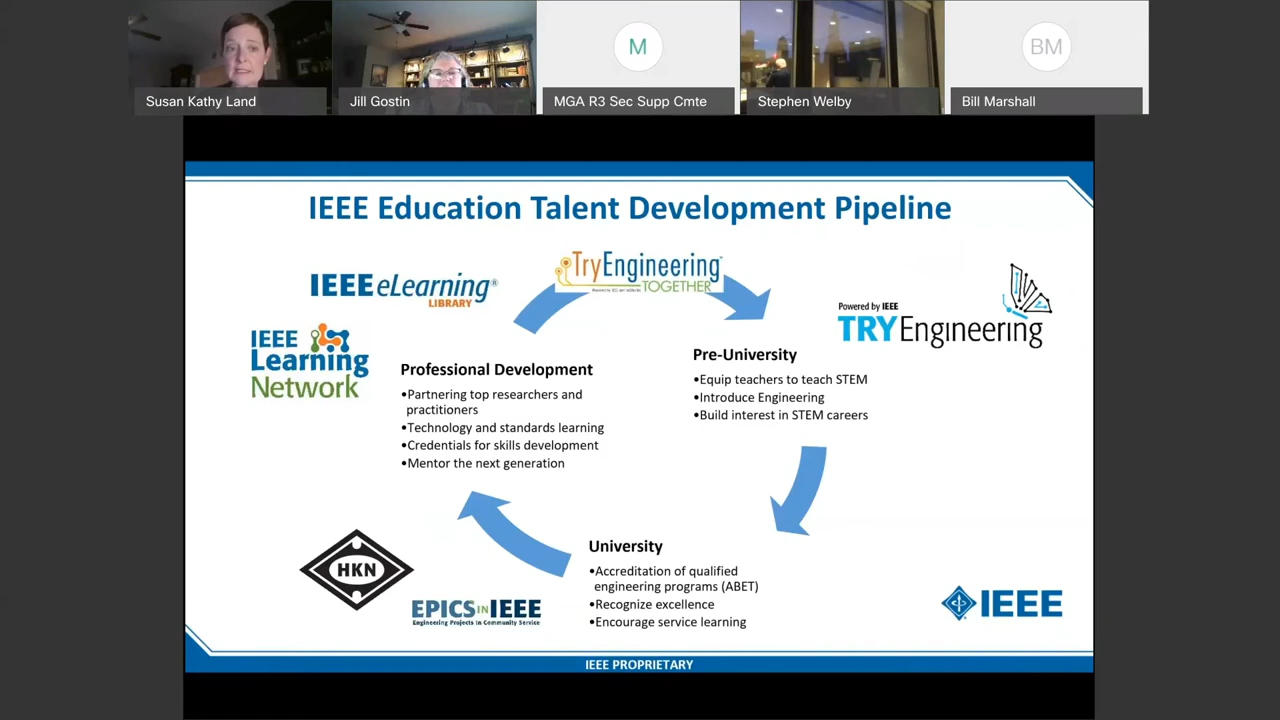 M
BM
Susan Kathy Land
Jill Gostin
MGA R3 Sec Supp Cmte
Stephen Welby
Bill Marshall
IEEE Education Talent Development Pipeline
IEEE eLearning®
LIBRARY
TryEngineering™
TOGETHER
Powered by IEEE
TRYEngineering
IEEE
Learning
Network
Professional Development
•Partnering top researchers and
practitioners
•Technology and standards learning
•Credentials for skills development
•Mentor the next generation
Pre-University
•Equip teachers to teach STEM
•Introduce Engineering
•Build interest in STEM careers
University
•Accreditation of qualified
engineering programs (ABET)
•Recognize excellence
•Encourage service learning
HKN
EPICS IN IEEE
Engineering Projects in Community Service
IEEE
IEEE PROPRIETARY